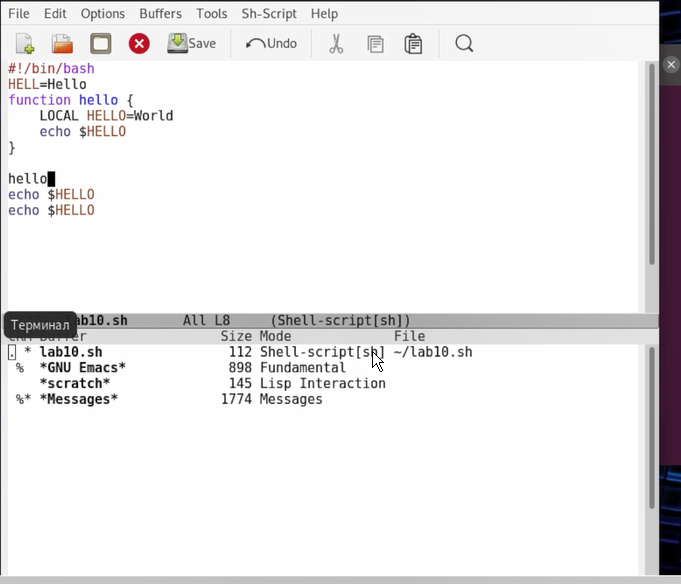 File Edit Options Buffers Tools Sh-Script Help
Save Undo
#!/bin/bash
HELL=Hello
function hello {
    LOCAL HELLO=World
    echo $HELLO
}
hello
echo $HELLO
echo $HELLO
Терминал
ab10.sh All L8 (Shell-script[sh])
Buffer Size Mode File
. * lab10.sh 112 Shell-script[sh] ~/lab10.sh
% *GNU Emacs* 898 Fundamental
*scratch* 145 Lisp Interaction
%* *Messages* 1774 Messages